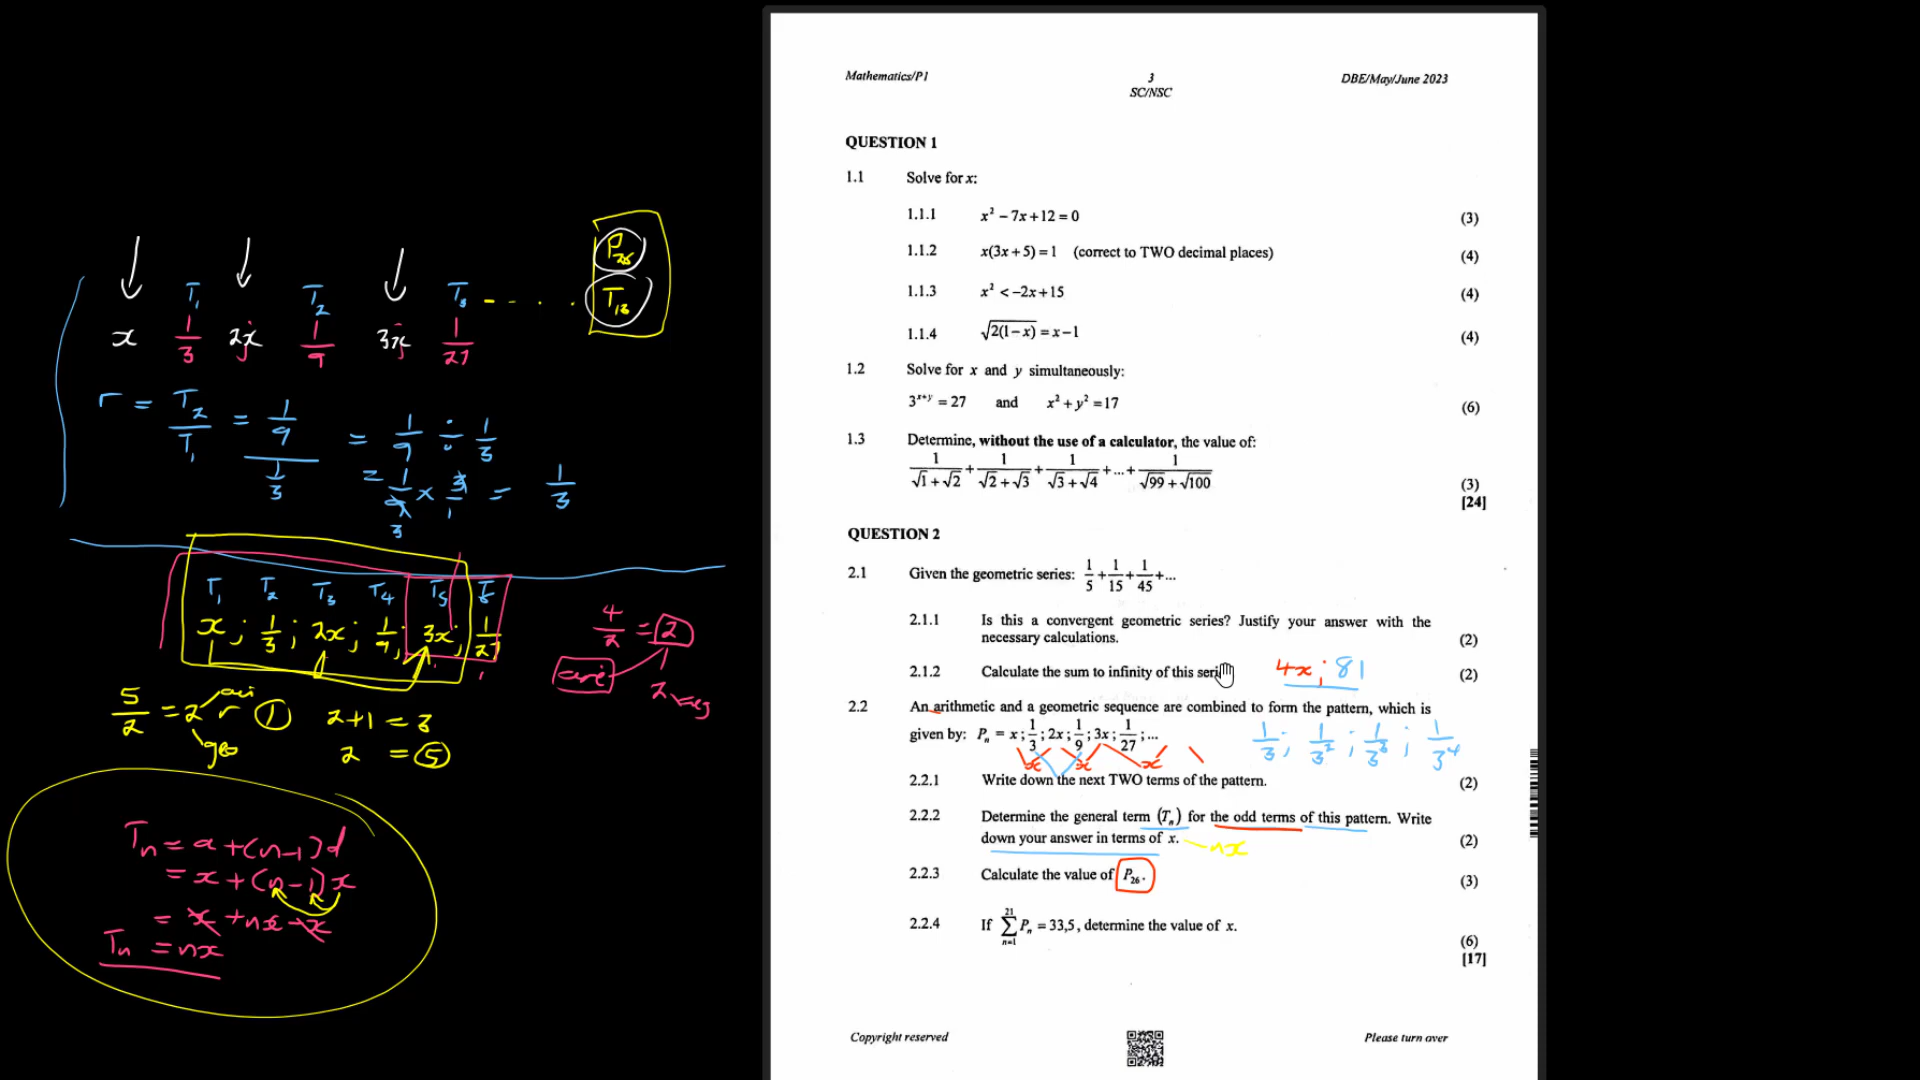 Mathematics/P1 3 DBE/May/June 2023
SC/NSC
QUESTION 1
1.1 Solve for x:
1.1.1 x² − 7x + 12 = 0 (3)
1.1.2 x(3x + 5) = 1 (correct to TWO decimal places) (4)
1.1.3 x² < −2x + 15 (4)
1.1.4 √(2(1−x)) = x − 1 (4)
1.2 Solve for x and y simultaneously:
3^(x+y) = 27 and x² + y² = 17 (6)
1.3 Determine, without the use of a calculator, the value of:
1/(√1+√2) + 1/(√2+√3) + 1/(√3+√4) + ... + 1/(√99+√100) (3)
[24]
QUESTION 2
2.1 Given the geometric series: 1/5 + 1/15 + 1/45 + ...
2.1.1 Is this a convergent geometric series? Justify your answer with the
necessary calculations. (2)
2.1.2 Calculate the sum to infinity of this seri 4x; 81 (2)
2.2 An arithmetic and a geometric sequence are combined to form the pattern, which is
given by: Pn = x; 1/3; 2x; 1/9; 3x; 1/27; ... 1/3; 1/3²; 1/3³; 1/3⁴
x x x
2.2.1 Write down the next TWO terms of the pattern. (2)
2.2.2 Determine the general term (Tn) for the odd terms of this pattern. Write
down your answer in terms of x. nx (2)
2.2.3 Calculate the value of P26. (3)
2.2.4 If ∑(n=1 to 21) Pn = 33,5, determine the value of x. (6)
[17]
Copyright reserved Please turn over
P26
T1 T2 T3 - . . . T13
x 1/3; 2x 1/9 3x; 1/27
r = T2/T1 = (1/9)/(1/3) = 1/9 ÷ 1/3
= 1/9 × 3/1 = 1/3
3
T1 T2 T3 T4 T5 T6
x; 1/3; 2x; 1/9; 3x; 1/27
4/2 = 2
2
5/2 = 2 r 1 2+1 = 3
geo 2 = 5
Tn = a + (n−1)d
= x + (n−1)x
= x + nx − x
Tn = nx